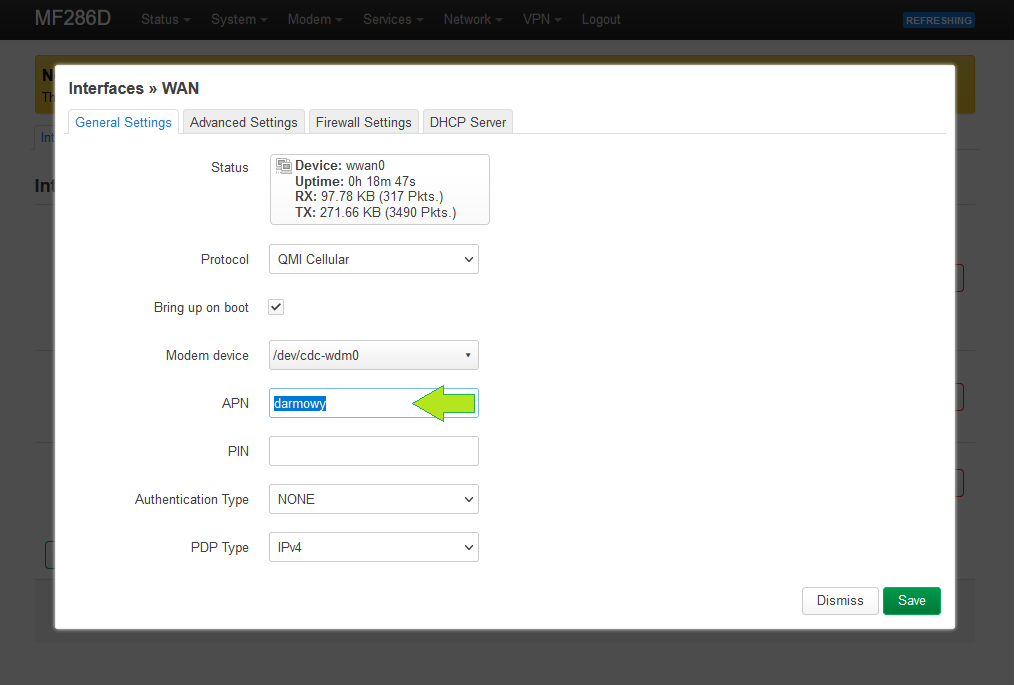 MF286D Status System Modem Services Network VPN Logout REFRESHING
N
Th
Interfaces » WAN
Int
General Settings Advanced Settings Firewall Settings DHCP Server
Int
Status
Device: wwan0
Uptime: 0h 18m 47s
RX: 97.78 KB (317 Pkts.)
TX: 271.66 KB (3490 Pkts.)
Protocol QMI Cellular
Bring up on boot
Modem device /dev/cdc-wdm0
APN darmowy
PIN
Authentication Type NONE
PDP Type IPv4
Dismiss Save